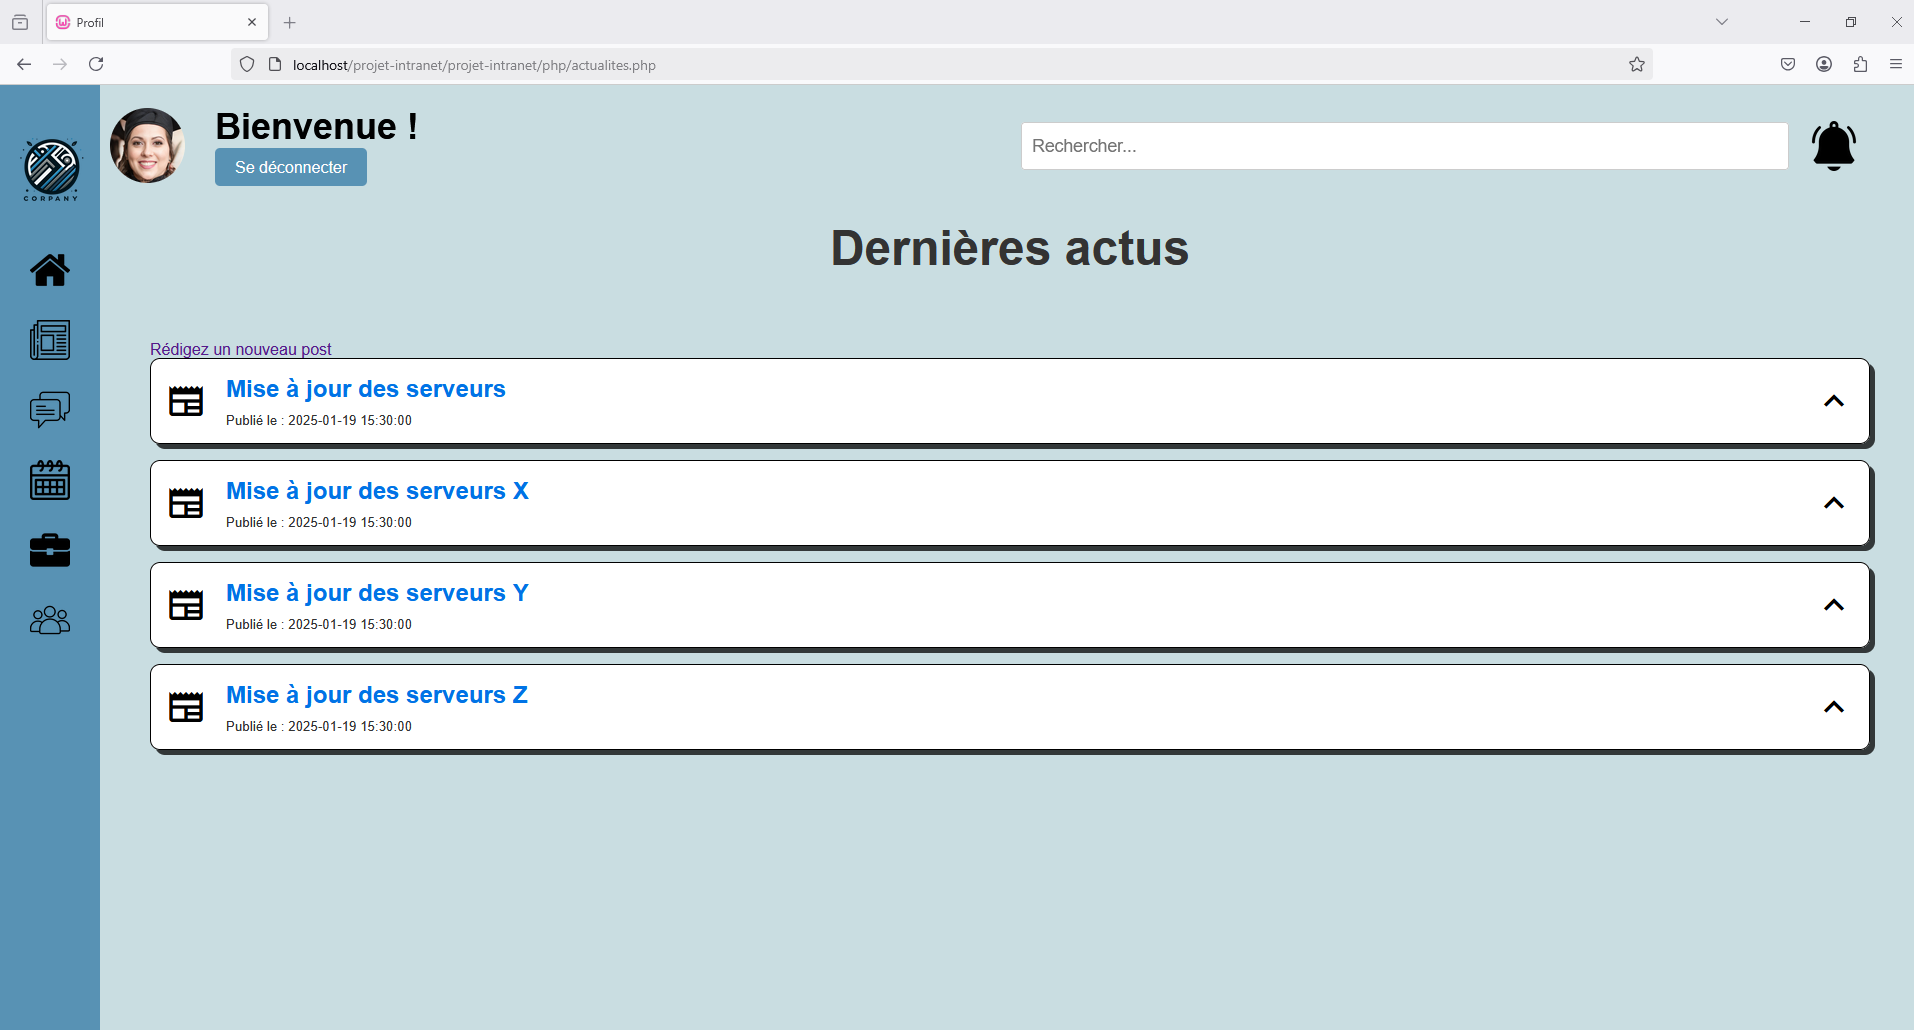 Profil
localhost/projet-intranet/projet-intranet/php/actualites.php
CORPANY
Bienvenue !
Se déconnecter
Rechercher...
Dernières actus
Rédigez un nouveau post
Mise à jour des serveurs
Publié le : 2025-01-19 15:30:00
Mise à jour des serveurs X
Publié le : 2025-01-19 15:30:00
Mise à jour des serveurs Y
Publié le : 2025-01-19 15:30:00
Mise à jour des serveurs Z
Publié le : 2025-01-19 15:30:00